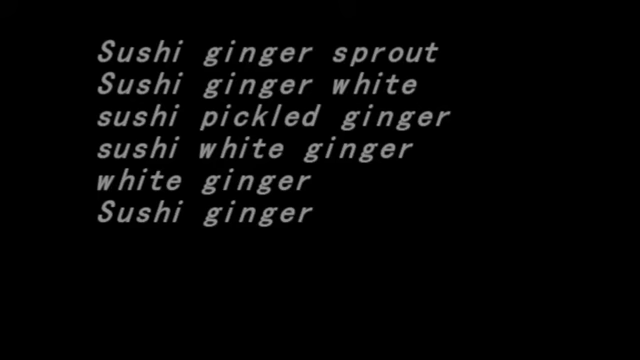 Sushi ginger sprout
Sushi ginger white
sushi pickled ginger
sushi white ginger
white ginger
Sushi ginger